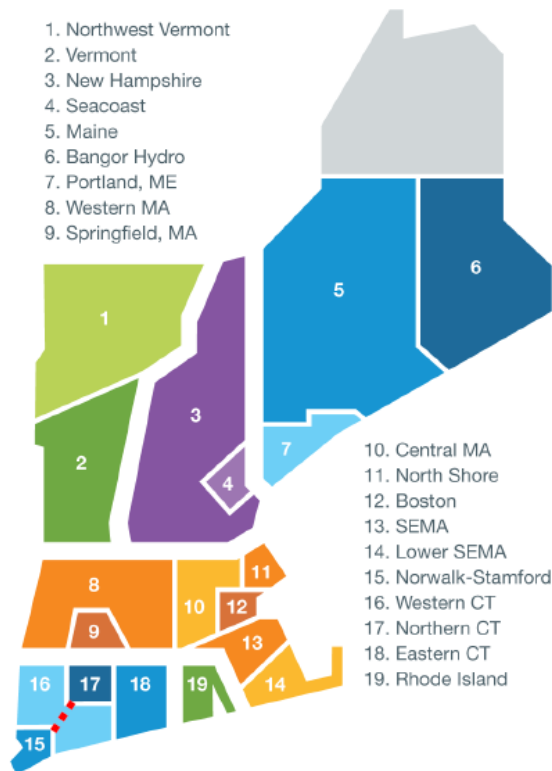 1. Northwest Vermont
2. Vermont
3. New Hampshire
4. Seacoast
5. Maine
6. Bangor Hydro
7. Portland, ME
8. Western MA
9. Springfield, MA
6
5
1
3
7
2
4
10. Central MA
11. North Shore
12. Boston
13. SEMA
14. Lower SEMA
15. Norwalk-Stamford
16. Western CT
17. Northern CT
18. Eastern CT
19. Rhode Island
11
8
10
12
9
13
16
17
18
19
14
15